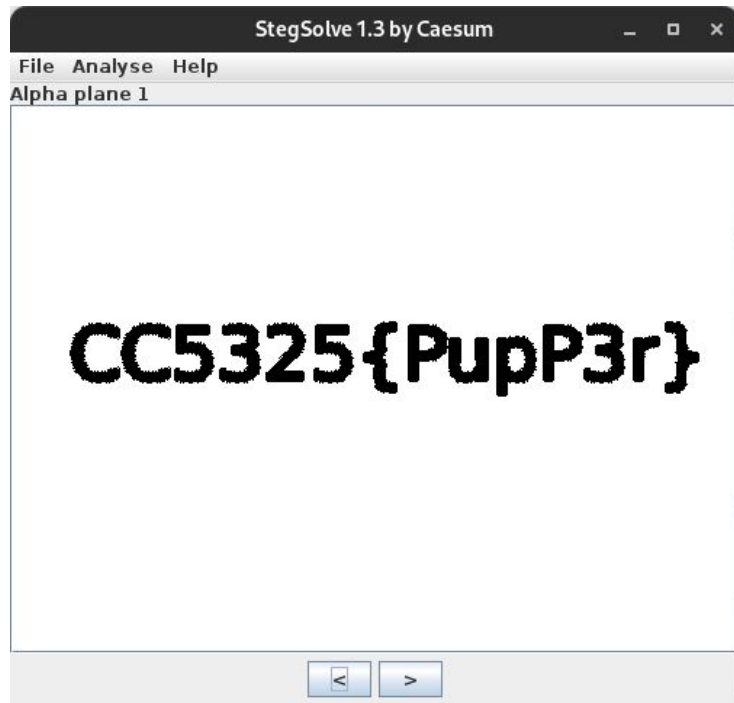 StegSolve 1.3 by Caesum
File Analyse Help
Alpha plane 1
CC5325{PupP3r}
< >